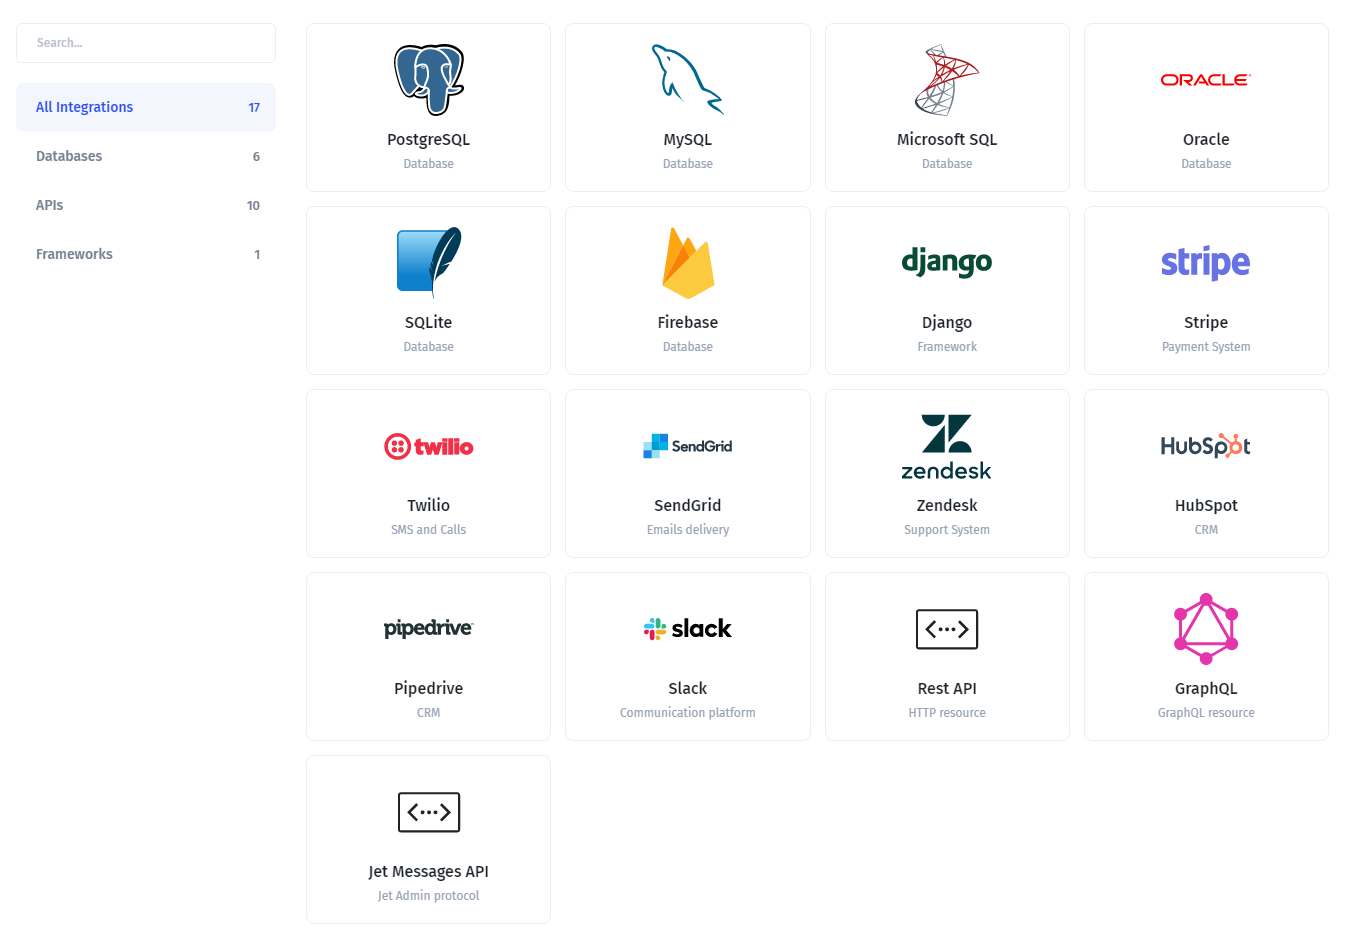 Search...
All Integrations 17
Databases 6
APIs 10
Frameworks 1
PostgreSQL
Database
MySQL
Database
Microsoft SQL
Database
ORACLE
Oracle
Database
SQLite
Database
Firebase
Database
django
Django
Framework
stripe
Stripe
Payment System
twilio
Twilio
SMS and Calls
SendGrid
SendGrid
Emails delivery
zendesk
Zendesk
Support System
HubSpot
HubSpot
CRM
pipedrive
Pipedrive
CRM
slack
Slack
Communication platform
<···>
Rest API
HTTP resource
GraphQL
GraphQL resource
<···>
Jet Messages API
Jet Admin protocol